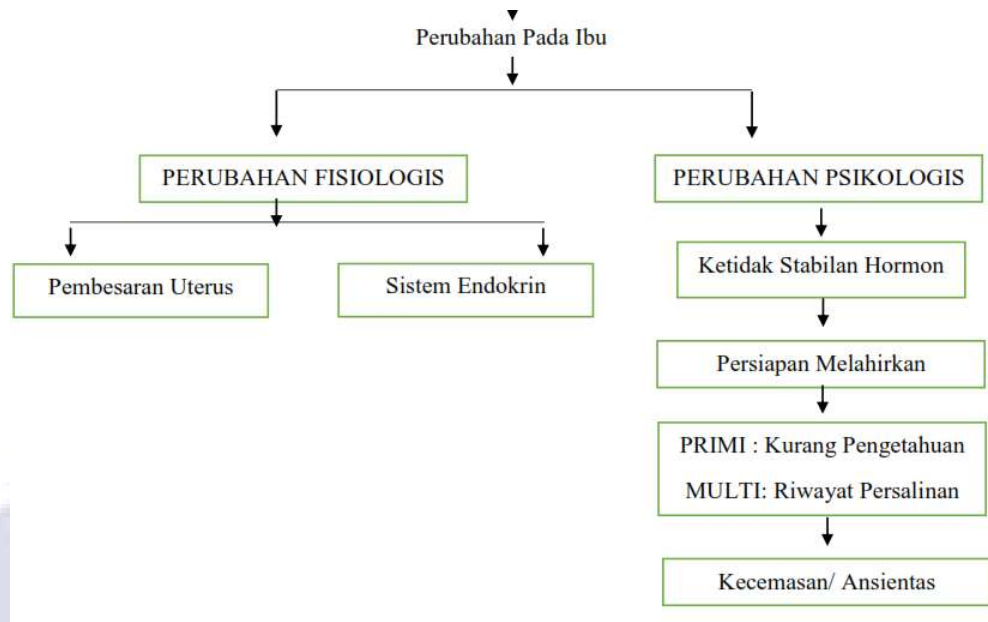 Perubahan Pada Ibu
PERUBAHAN FISIOLOGIS
PERUBAHAN PSIKOLOGIS
Pembesaran Uterus
Sistem Endokrin
Ketidak Stabilan Hormon
Persiapan Melahirkan
PRIMI : Kurang Pengetahuan
MULTI: Riwayat Persalinan
Kecemasan/ Ansientas